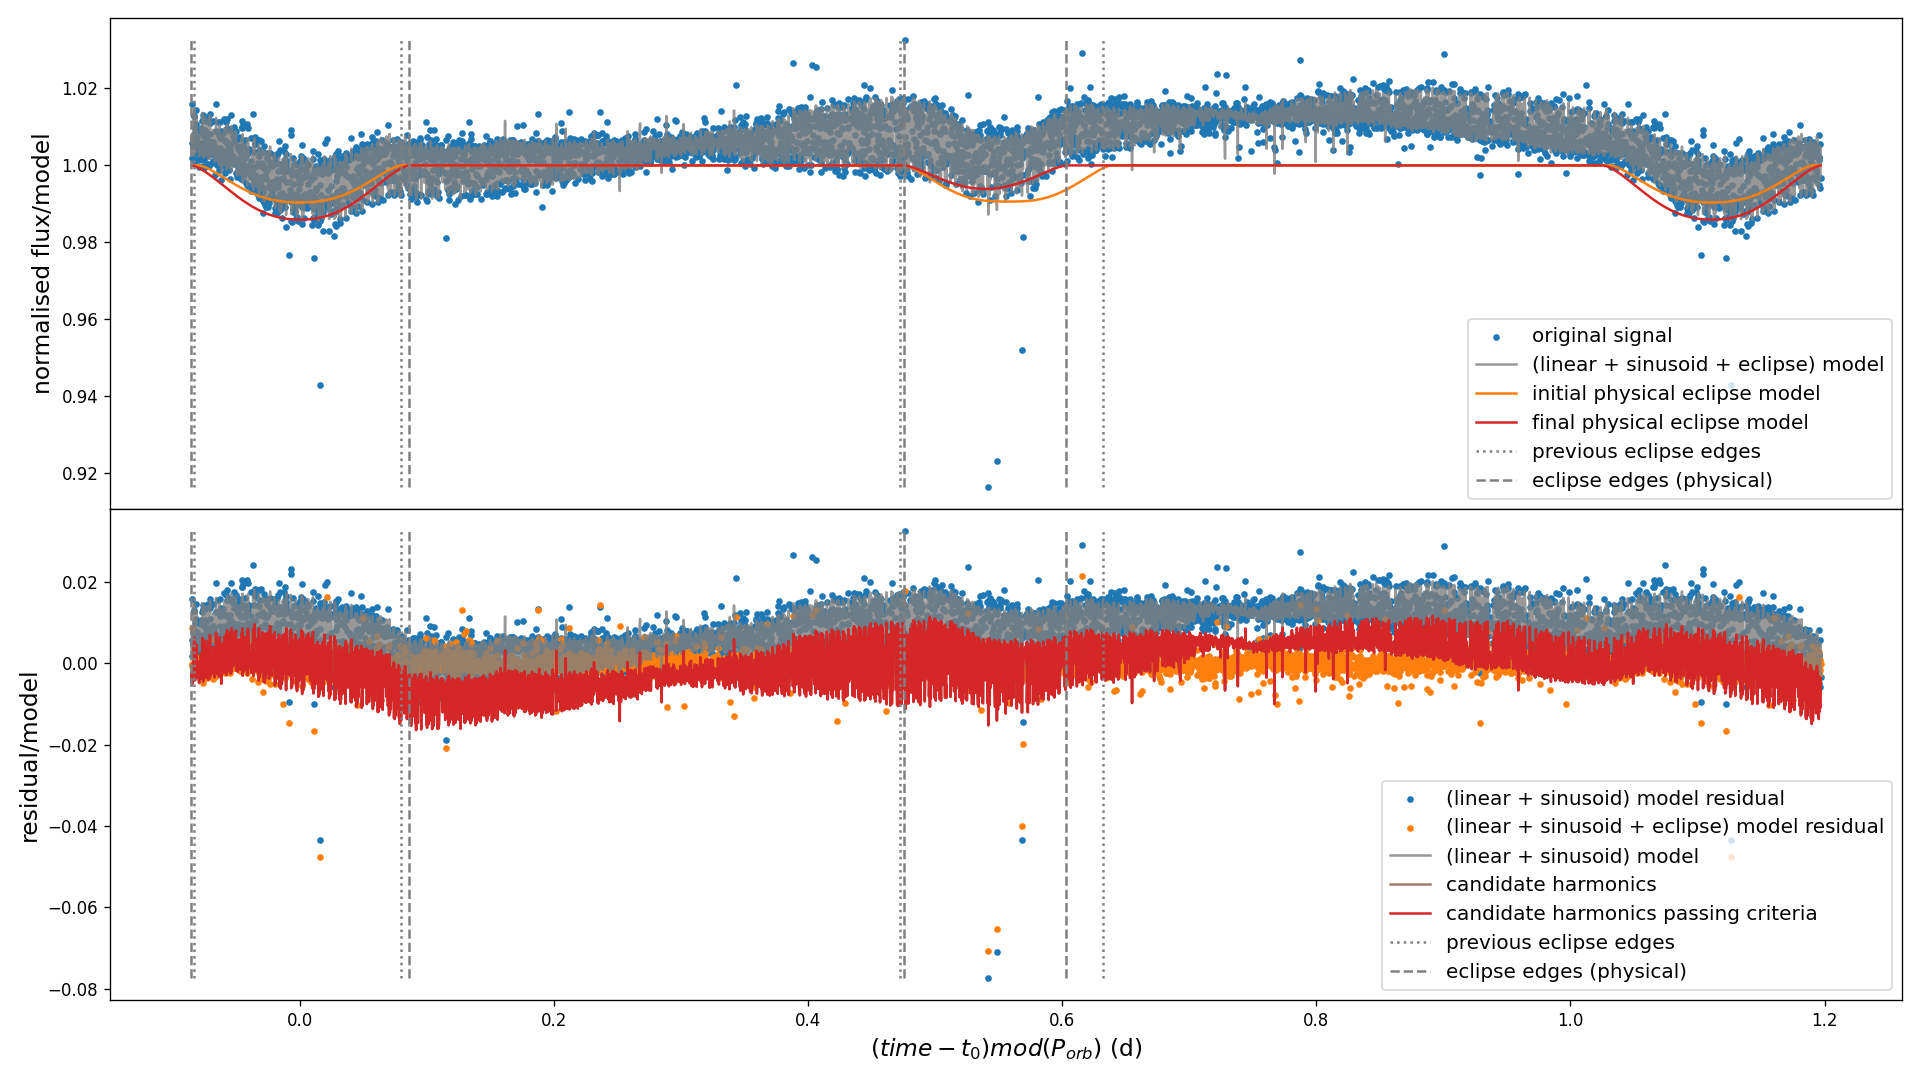 normalised flux/model
1.02
1.00
0.98
0.96
0.94
0.92
original signal
(linear + sinusoid + eclipse) model
initial physical eclipse model
final physical eclipse model
previous eclipse edges
eclipse edges (physical)
residual/model
0.02
0.00
−0.02
−0.04
−0.06
−0.08
(linear + sinusoid) model residual
(linear + sinusoid + eclipse) model residual
(linear + sinusoid) model
candidate harmonics
candidate harmonics passing criteria
previous eclipse edges
eclipse edges (physical)
0.0 0.2 0.4 0.6 0.8 1.0 1.2
(time − t₀)mod(P_orb) (d)